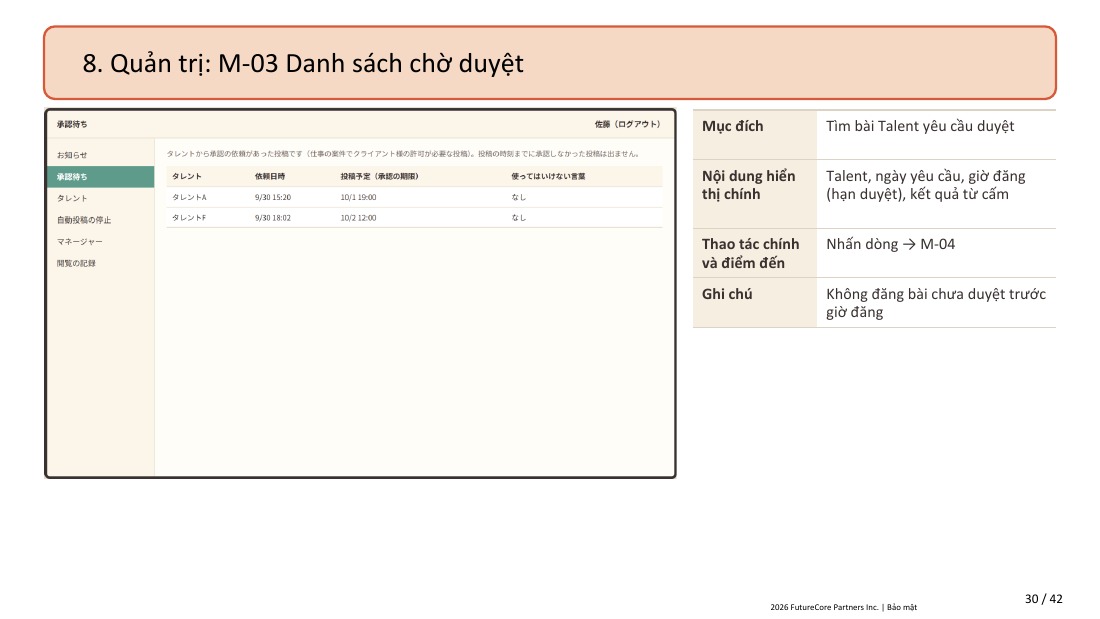 8. Quản trị: M-03 Danh sách chờ duyệt
承認待ち
佐藤（ログアウト）
お知らせ
承認待ち
タレント
自動投稿の停止
マネージャー
閲覧の記録
タレントから承認の依頼があった投稿です（仕事の案件でクライアント様の許可が必要な投稿）。投稿の時刻までに承認しなかった投稿は出ません。
タレント 依頼日時 投稿予定（承認の期限） 使ってはいけない言葉
タレントA 9/30 15:20 10/1 19:00 なし
タレントF 9/30 18:02 10/2 12:00 なし
Mục đích
Tìm bài Talent yêu cầu duyệt
Nội dung hiển
thị chính
Talent, ngày yêu cầu, giờ đăng
(hạn duyệt), kết quả từ cấm
Thao tác chính
và điểm đến
Nhấn dòng → M-04
Ghi chú
Không đăng bài chưa duyệt trước
giờ đăng
2026 FutureCore Partners Inc. | Bảo mật
30 / 42